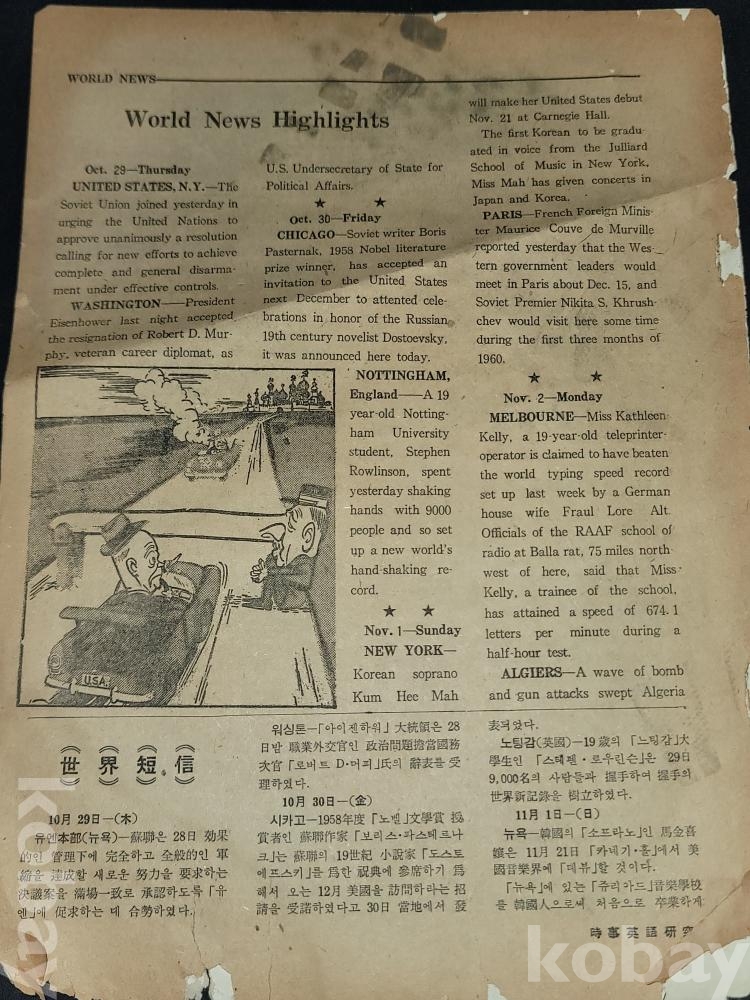 WORLD NEWS
World News Highlights
Oct. 29—Thursday
UNITED STATES, N.Y.—The
Soviet Union joined yesterday in
urging the United Nations to
approve unanimously a resolution
calling for new efforts to achieve
complete and general disarma-
ment under effective controls.
WASHINGTON——President
Eisenhower last night accepted
the resignation of Robert D. Mur-
phy, veteran career diplomat, as
U.S. Undersecretary of State for
Political Affairs.
★ ★
Oct. 30—Friday
CHICAGO—Soviet writer Boris
Pasternak, 1958 Nobel literature
prize winner, has accepted an
invitation to the United States
next December to attented cele-
brations in honor of the Russian
19th century novelist Dostoevsky,
it was announced here today.
NOTTINGHAM,
England——A 19
year-old Notting-
ham University
student, Stephen
Rowlinson, spent
yesterday shaking
hands with 9000
people and so set
up a new world's
hand-shaking re-
cord.
★ ★
Nov. 1—Sunday
NEW YORK—
Korean soprano
Kum Hee Mah
will make her United States debut
Nov. 21 at Carnegie Hall.
The first Korean to be gradu-
ated in voice from the Julliard
School of Music in New York,
Miss Mah has given concerts in
Japan and Korea.
PARIS—French Foreign Minis-
ter Maurice Couve de Murville
reported yesterday that the Wes-
tern government leaders would
meet in Paris about Dec. 15, and
Soviet Premier Nikita S. Khrush-
chev would visit here some time
during the first three months of
1960.
★ ★
Nov. 2—Monday
MELBOURNE—Miss Kathleen
Kelly, a 19-year-old teleprinter-
operator is claimed to have beaten
the world typing speed record
set up last week by a German
house wife Fraul Lore Alt.
Officials of the RAAF school of
radio at Balla rat, 75 miles north-
west of here, said that Miss
Kelly, a trainee of the school,
has attained a speed of 674.1
letters per minute during a
half-hour test.
ALGIERS—A wave of bomb
and gun attacks swept Algeria
U.S.A.
世界短信
10月 29日—(木)
유엔本部(뉴욕)—蘇聯은 28日 効果
的인 管理下에 完全하고 全般的인 軍
縮을 達成할 새로운 努力을 要求하는
決議案을 滿場一致로 承認하도록 「유
엔」에 促求하는 데 合勢하였다.
워싱톤—「아이젠하워」 大統領은 28
日밤 職業外交官인 政治問題擔當國務
次官 「로버트 D·머피」氏의 辭表를 受
理하였다.
10月 30日—(金)
시카고—1958年度 「노벨」文學賞 授
賞者인 蘇聯作家 「보리스·파스테르나
크」는 蘇聯의 19世紀 小說家 「도스토
에프스키」를 爲한 祝典에 參席하기 爲
해서 오는 12月 美國을 訪問하라는 招
請을 受諾하였다고 30日 當地에서 發
表되었다.
노팅감(英國)—19歲의 「느팅감」大
學生인 「스테펜·로우린슨」은 29日
9,000名의 사람들과 握手하여 握手의
世界新記錄을 樹立하였다.
11月 1日—(日)
뉴욕—韓國의 「소프라노」인 馬金喜
孃은 11月 21日 「카네기·홀」에서 美
國音樂界에 「데뷰」할 것이다.
「뉴욕」에 있는 「쥬리아드」音樂學校
를 韓國人으로써 처음으로 卒業하게
時事英語研究
kobay
kobay